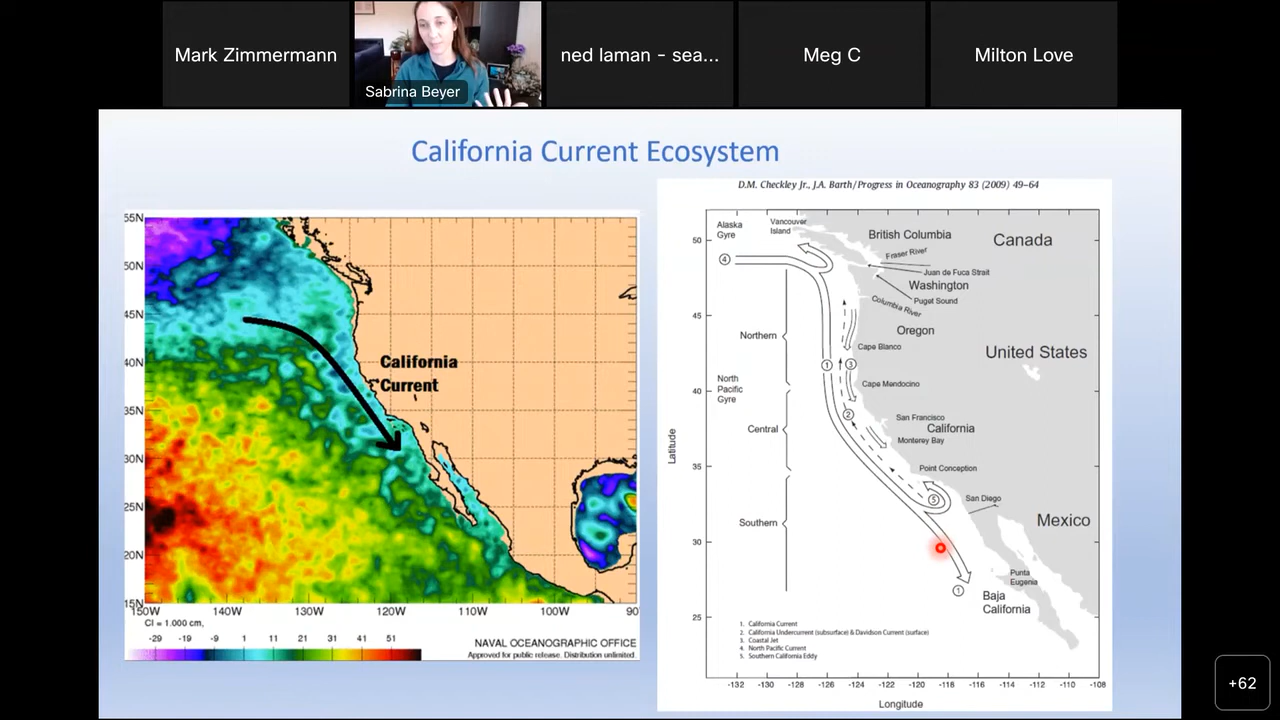 Mark Zimmermann
Sabrina Beyer
ned laman - sea...
Meg C
Milton Love
California Current Ecosystem
55N
50N
45N
40N
35N
30N
25N
20N
15N
150W
140W
130W
120W
110W
100W
90
California
Current
CI = 1.000 cm,
-29 -19 -9 1 11 21 31 41 51
NAVAL OCEANOGRAPHIC OFFICE
Approved for public release. Distribution unlimited.
D.M. Checkley Jr., J.A. Barth / Progress in Oceanography 83 (2009) 49–64
Alaska
Gyre
Vancouver
Island
British Columbia
Canada
Fraser River
Juan de Fuca Strait
Washington
Puget Sound
Columbia River
Oregon
Cape Blanco
United States
Cape Mendocino
Northern
North
Pacific
Gyre
Central
Southern
San Francisco
California
Monterey Bay
Point Conception
San Diego
Mexico
Punta
Eugenia
Baja
California
4
1
3
2
5
1
1. California Current
2. California Undercurrent (subsurface) & Davidson Current (surface)
3. Coastal Jet
4. North Pacific Current
5. Southern California Eddy
Latitude
50
45
40
35
30
25
-132 -130 -128 -126 -124 -122 -120 -118 -116 -114 -112 -110 -108
Longitude
+62